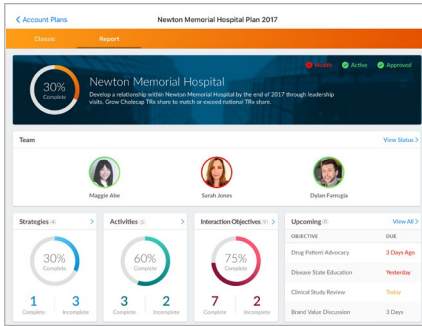 Account Plans
Newton Memorial Hospital Plan 2017
Classic
Report
Health
Active
Approved
30%
Complete
Newton Memorial Hospital
Develop a relationship within Newton Memorial Hospital by the end of 2017 through leadership
visits. Grow Cholecap TRx share to match or exceed national TRx share.
Team
View Status
Maggie Abe
Sarah Jones
Dylan Farrugia
Strategies (4)
30%
Complete
1
Complete
3
Incomplete
Activities (5)
60%
Complete
3
Complete
2
Incomplete
Interaction Objectives (9)
75%
Complete
7
Complete
2
Incomplete
Upcoming (8)
View All
OBJECTIVE
DUE
Drug Patient Advocacy
3 Days Ago
Disease State Education
Yesterday
Clinical Study Review
Today
Brand Value Discussion
3 Days